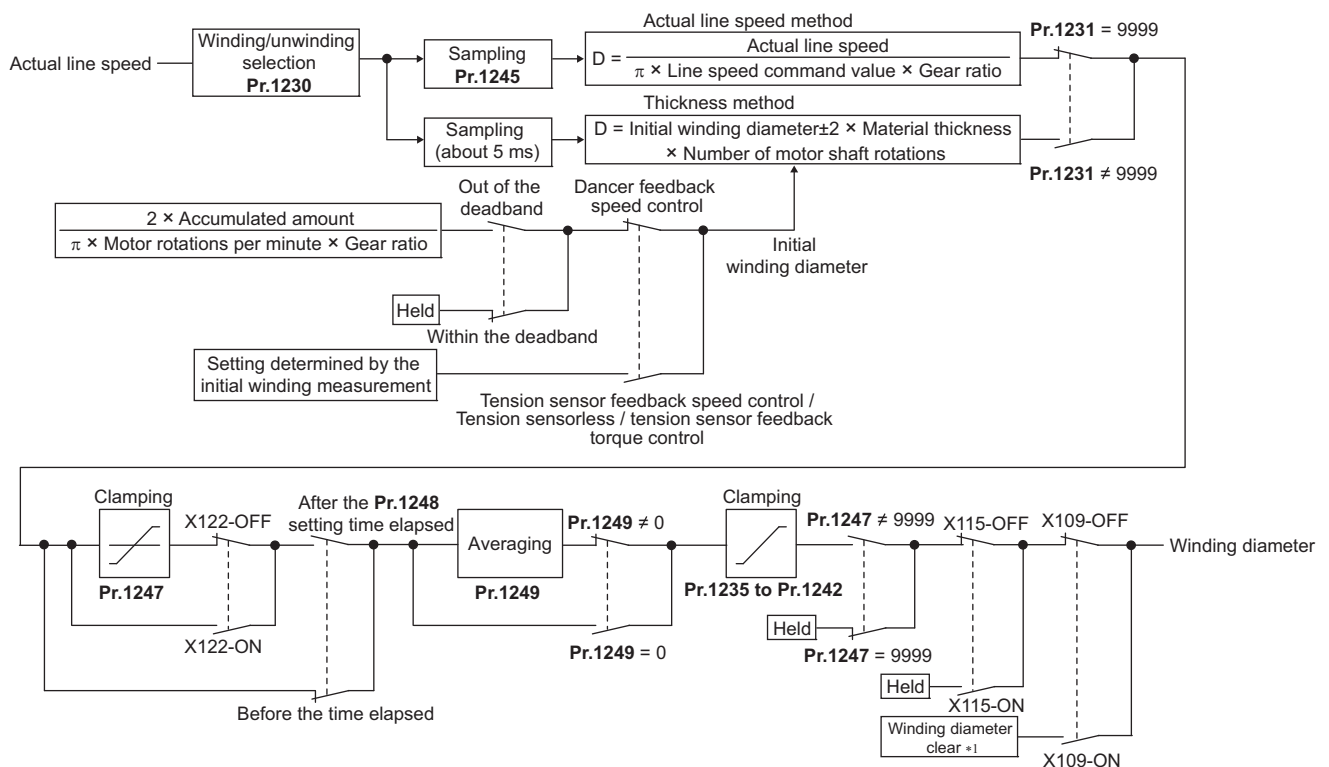 Actual line speed method
Pr.1231 = 9999
Actual line speed
Winding/unwinding
selection
Pr.1230
Sampling
Pr.1245
D =
Actual line speed
π × Line speed command value × Gear ratio
Thickness method
Sampling
(about 5 ms)
D = Initial winding diameter±2 × Material thickness
× Number of motor shaft rotations
Pr.1231 ≠ 9999
Out of the
deadband
Dancer feedback
speed control
2 × Accumulated amount
π × Motor rotations per minute × Gear ratio
Initial
winding diameter
Held
Within the deadband
Setting determined by the
initial winding measurement
Tension sensor feedback speed control /
Tension sensorless / tension sensor feedback
torque control
Clamping
Pr.1247
X122-OFF
X122-ON
After the Pr.1248
setting time elapsed
Before the time elapsed
Averaging
Pr.1249
Pr.1249 ≠ 0
Pr.1249 = 0
Clamping
Pr.1235 to Pr.1242
Pr.1247 ≠ 9999
Held
Pr.1247 = 9999
X115-OFF
Held
X115-ON
X109-OFF
Winding diameter
Winding diameter
clear *1
X109-ON